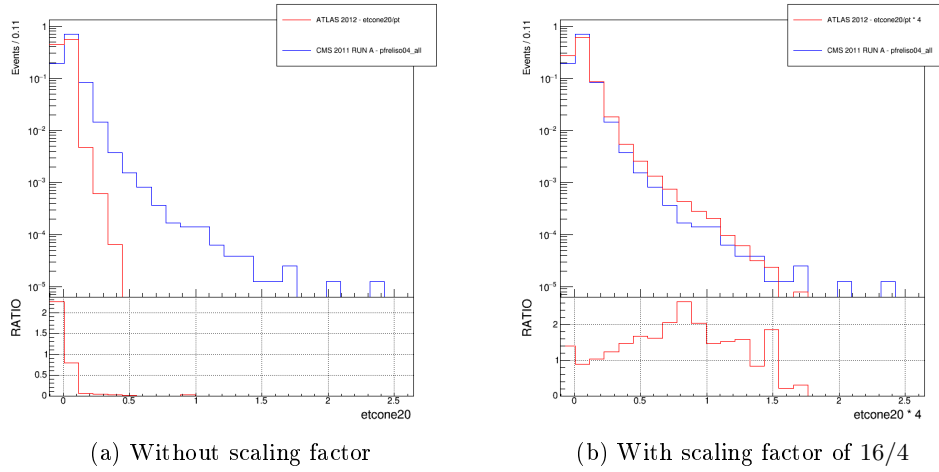 ATLAS 2012 - etcone20/pt
CMS 2011 RUN A - pfreliso04_all
Events / 0.11
1
10⁻¹
10⁻²
10⁻³
10⁻⁴
10⁻⁵
RATIO
2
1.5
1
0.5
0
0 0.5 1 1.5 2 2.5
etcone20
(a) Without scaling factor
ATLAS 2012 - etcone20/pt * 4
CMS 2011 RUN A - pfreliso04_all
Events / 0.11
1
10⁻¹
10⁻²
10⁻³
10⁻⁴
10⁻⁵
RATIO
2
1
0
0 0.5 1 1.5 2 2.5
etcone20 * 4
(b) With scaling factor of 16/4